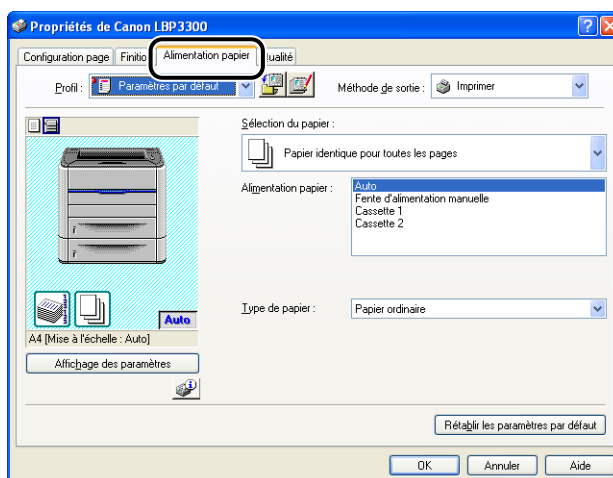 Propriétés de Canon LBP3300
Configuration page Finitio Alimentation papier ualité
Profil : Paramètres par défaut Méthode de sortie : Imprimer
Sélection du papier :
Papier identique pour toutes les pages
Alimentation papier :
Auto
Fente d'alimentation manuelle
Cassette 1
Cassette 2
Auto
Type de papier : Papier ordinaire
A4 [Mise à l'échelle : Auto]
Affichage des paramètres
Rétablir les paramètres par défaut
OK Annuler Aide